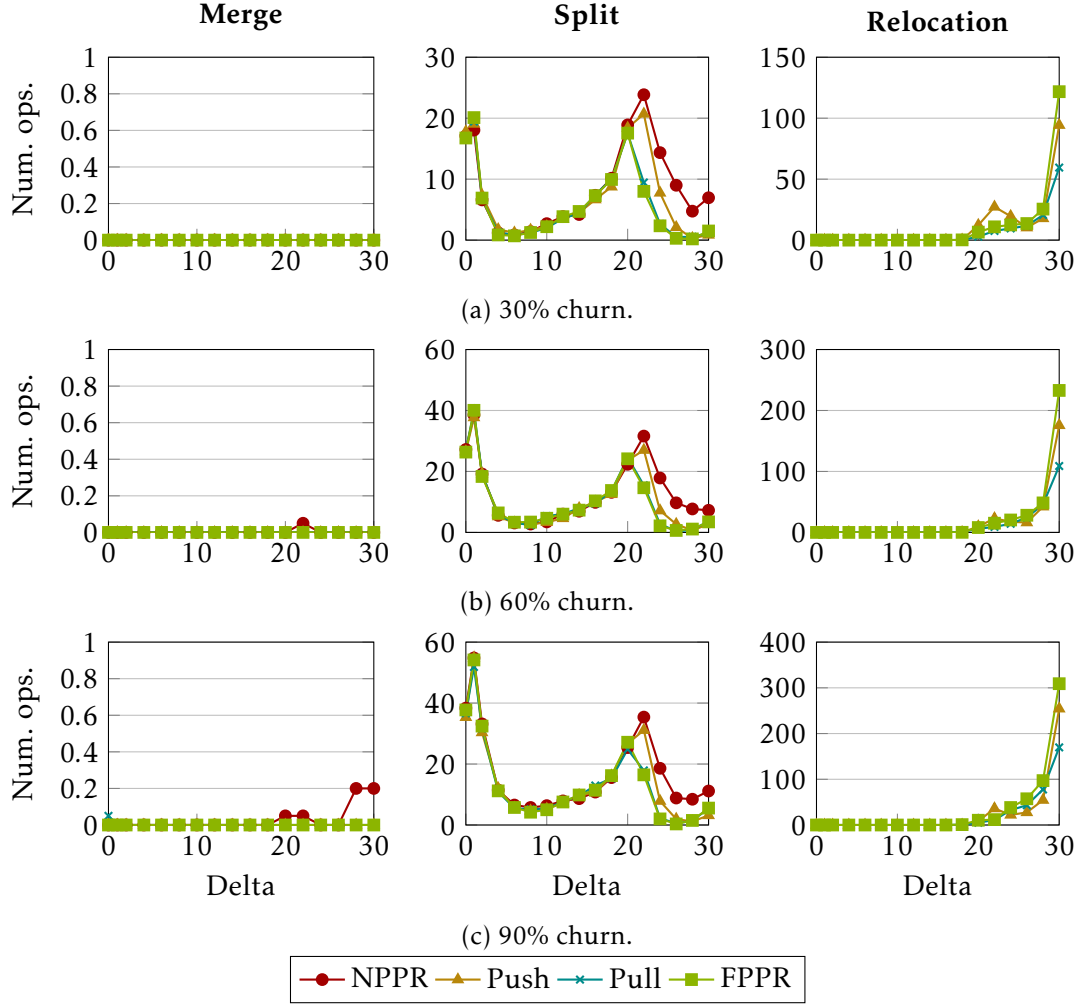 Merge Split Relocation
Num. ops.
1
0.8
0.6
0.4
0.2
0
0 10 20 30
30
20
10
0
0 10 20 30
150
100
50
0
0 10 20 30
(a) 30% churn.
Num. ops.
1
0.8
0.6
0.4
0.2
0
0 10 20 30
60
40
20
0
0 10 20 30
300
200
100
0
0 10 20 30
(b) 60% churn.
Num. ops.
1
0.8
0.6
0.4
0.2
0
0 10 20 30
Delta
60
40
20
0
0 10 20 30
Delta
400
300
200
100
0
0 10 20 30
Delta
(c) 90% churn.
NPPR Push Pull FPPR